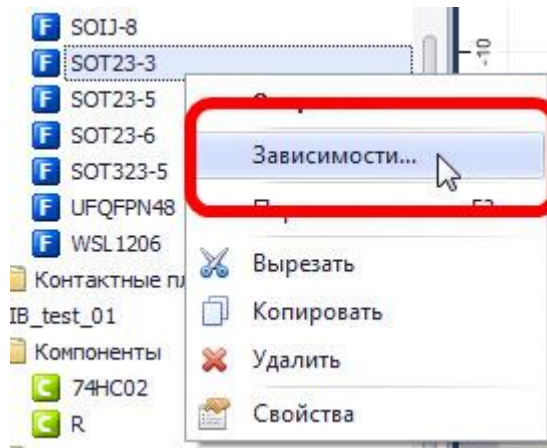 SOIJ-8
SOT23-3
SOT23-5
SOT23-6
Зависимости...
SOT323-5
UFQFPN48
WSL1206
Вырезать
Контактные
IB_test_01
Копировать
Компоненты
Удалить
74HC02
Свойства
R
-10